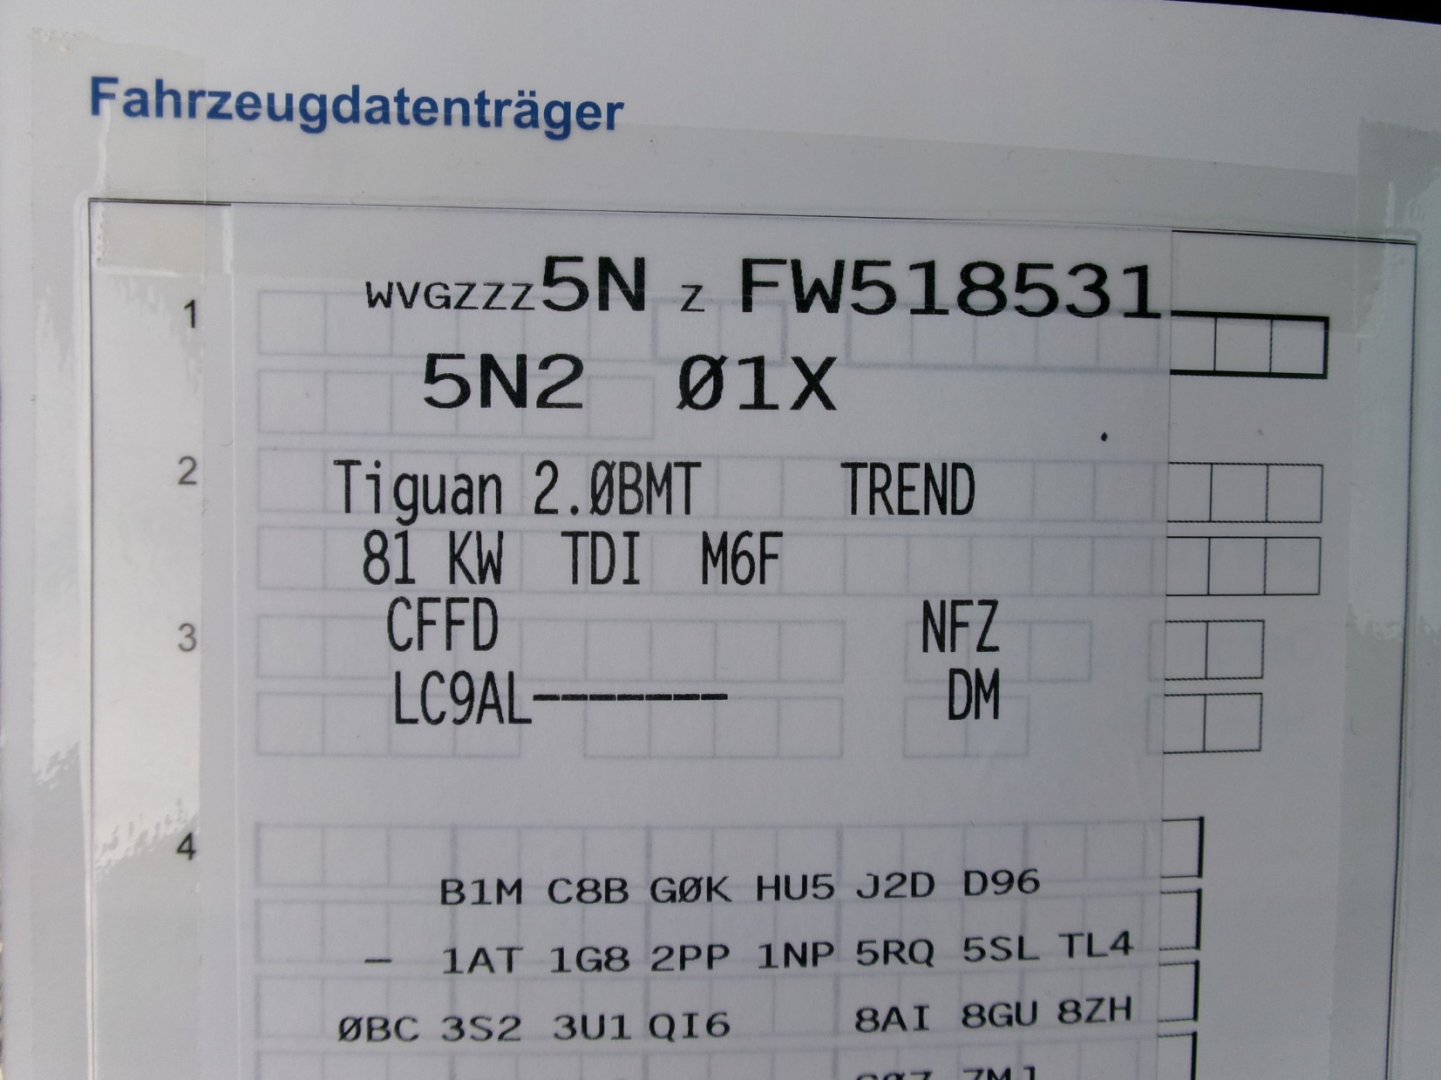 Fahrzeugdatenträger
1 WVGZZZ5N Z FW518531
5N2 Ø1X
2 Tiguan 2.ØBMT TREND
81 KW TDI M6F
3 CFFD NFZ
LC9AL------- DM
4
B1M C8B GØK HU5 J2D D96
- 1AT 1G8 2PP 1NP 5RQ 5SL TL4
ØBC 3S2 3U1 QI6 8AI 8GU 8ZH